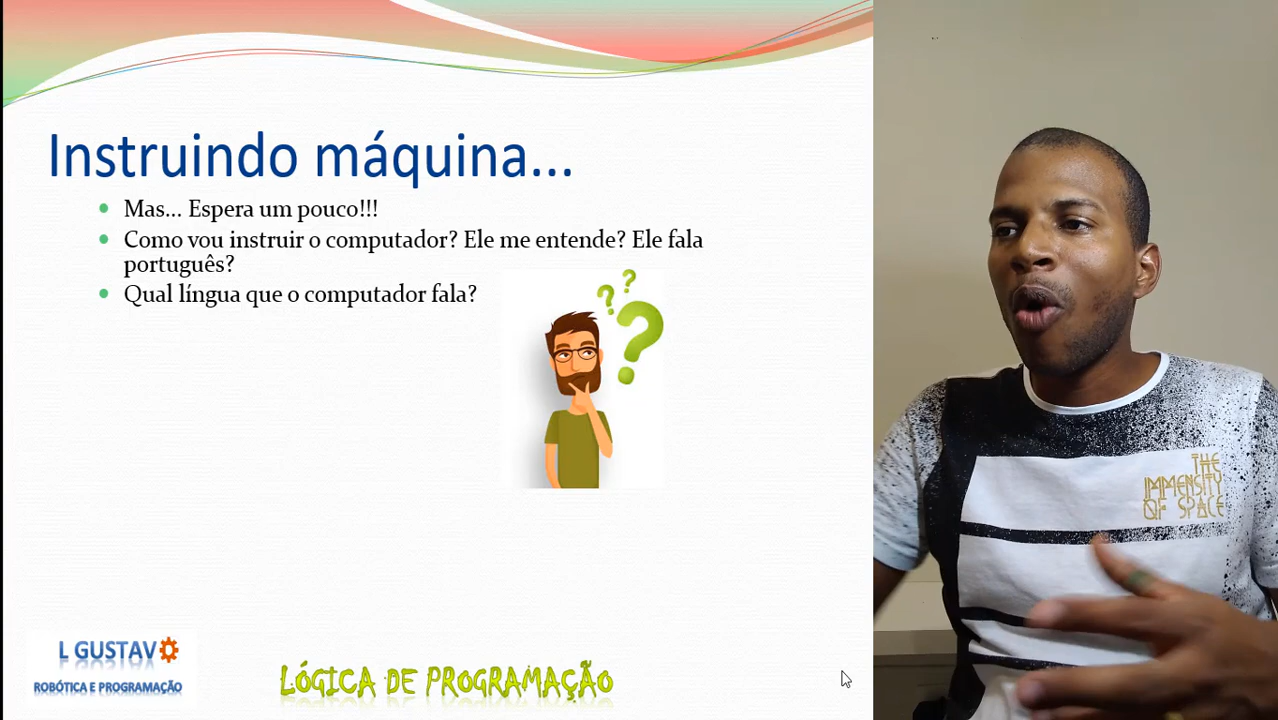 Instruindo máquina...
Mas... Espera um pouco!!!
Como vou instruir o computador? Ele me entende? Ele fala
português?
Qual língua que o computador fala?
THE
IMMENSITY
OF SPACE
L GUSTAVO
ROBÓTICA E PROGRAMAÇÃO
LÓGICA DE PROGRAMAÇÃO